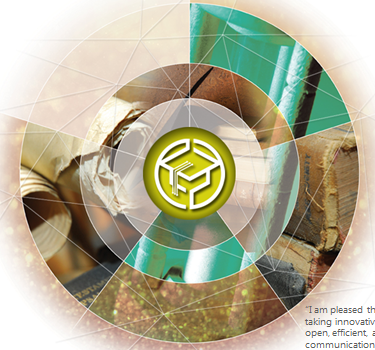 "I am pleased th
taking innovativ
open, efficient, a
communication